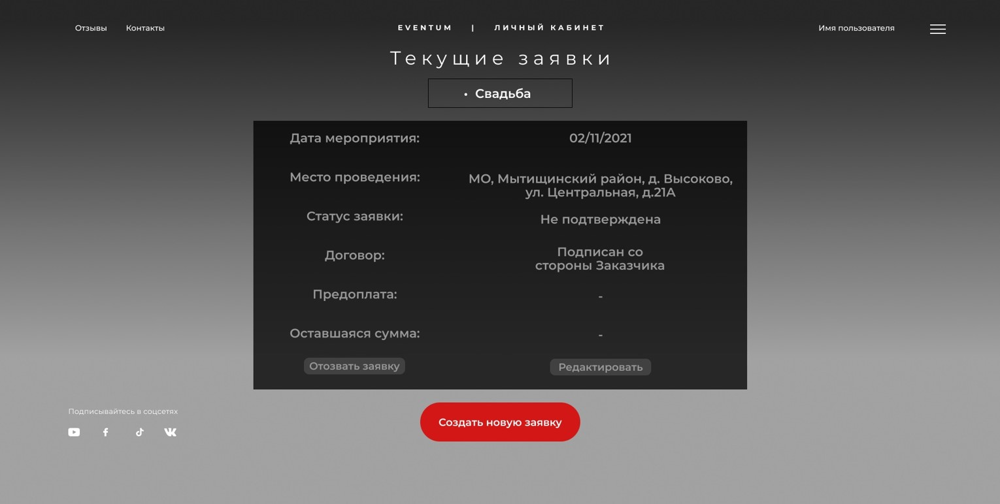 Отзывы Контакты EVENTUM | ЛИЧНЫЙ КАБИНЕТ Имя пользователя
Текущие заявки
• Свадьба
Дата мероприятия: 02/11/2021
Место проведения: МО, Мытищинский район, д. Высоково,
ул. Центральная, д.21А
Статус заявки: Не подтверждена
Договор: Подписан со
стороны Заказчика
Предоплата: -
Оставшаяся сумма: -
Отозвать заявку Редактировать
Подписывайтесь в соцсетях
Создать новую заявку